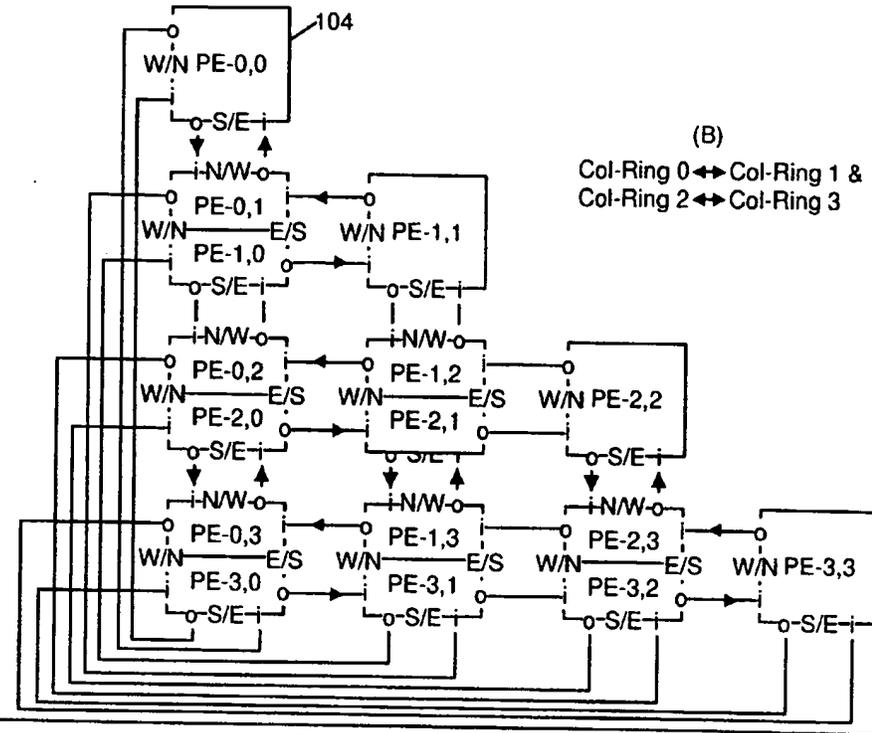 104
o
W/N PE-0,0
i
o-S/E-i
(B)
Col-Ring 0↔Col-Ring 1 &
Col-Ring 2↔Col-Ring 3
i-N/W-o
o PE-0,1 i o
W/N E/S W/N PE-1,1
i PE-1,0 o i
o-S/E-i o-S/E-i
i-N/W-o i-N/W-o
o PE-0,2 i o PE-1,2 i o
W/N E/S W/N E/S W/N PE-2,2
i PE-2,0 o i PE-2,1 o i
o-S/E-i o S/E i o-S/E-i
i-N/W-o i-N/W-o i-N/W-o
o PE-0,3 i o PE-1,3 i o PE-2,3 i o
W/N E/S W/N E/S W/N E/S W/N PE-3,3
i PE-3,0 o i PE-3,1 o i PE-3,2 o i
o-S/E-i o-S/E-i o-S/E-i o-S/E-i